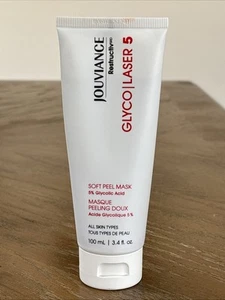 JOUVIANCE
Restructiv
GLYCO|LASER 5
SOFT PEEL MASK
5% Glycolic Acid
MASQUE
PEELING DOUX
Acide Glycolique 5 %
ALL SKIN TYPES
TOUS TYPES DE PEAU
100 mL | 3.4 fl. oz